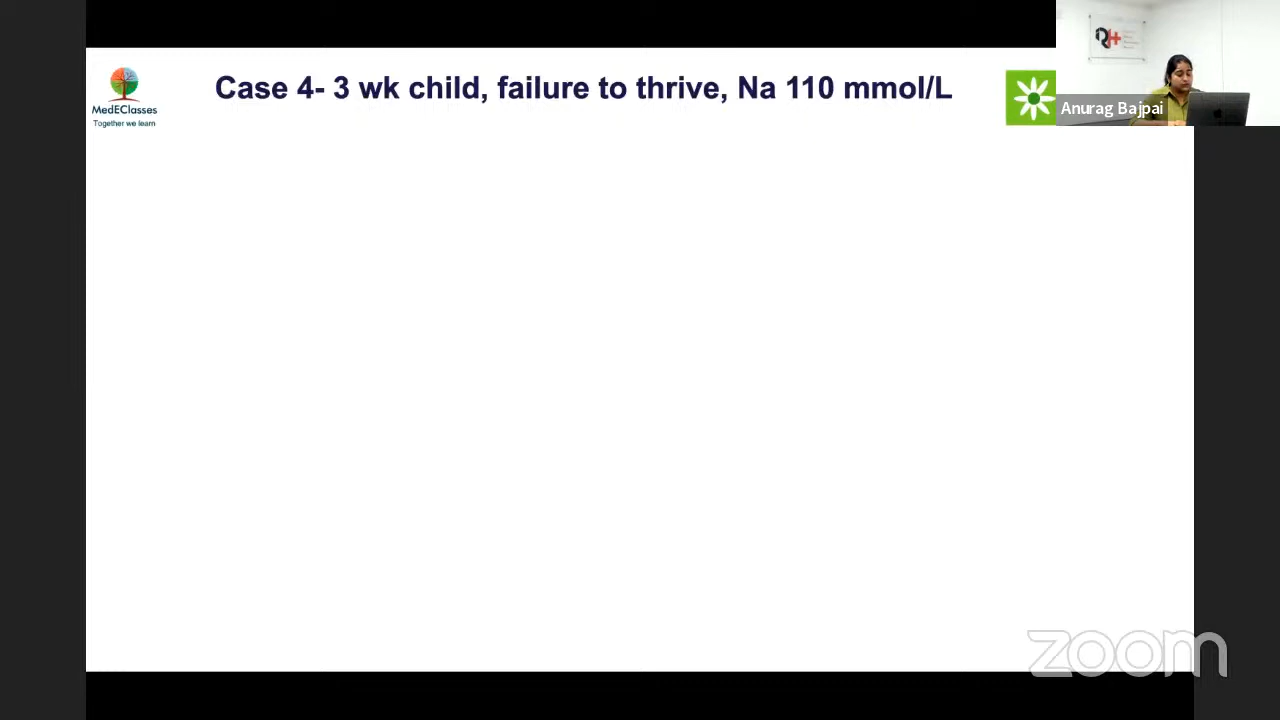 Case 4- 3 wk child, failure to thrive, Na 110 mmol/L
MedEClasses
Together we learn
Anurag Bajpai
zoom